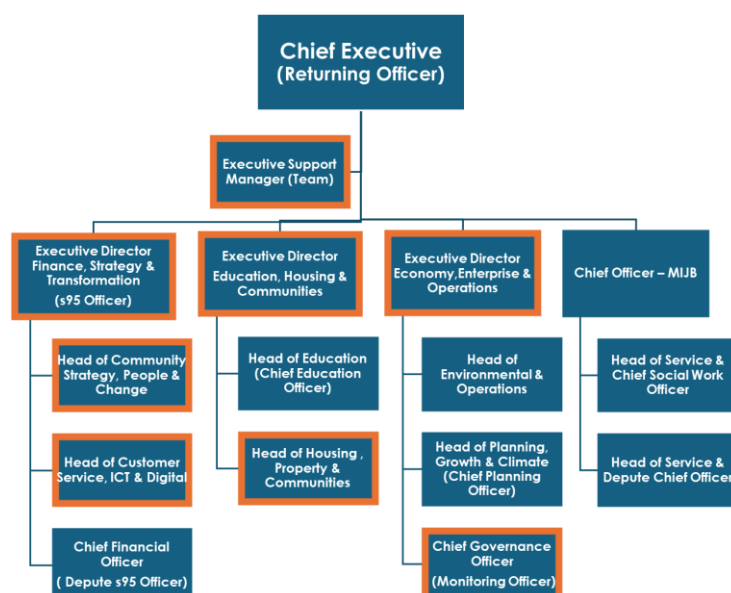 Chief Executive
(Returning Officer)
Executive Support
Manager (Team)
Executive Director
Finance, Strategy &
Transformation
(s95 Officer)
Executive Director
Education, Housing &
Communities
Executive Director
Economy,Enterprise &
Operations
Chief Officer – MIJB
Head of Community
Strategy, People &
Change
Head of Education
(Chief Education
Officer)
Head of
Environmental &
Operations
Head of Service &
Chief Social Work
Officer
Head of Customer
Service, ICT & Digital
Head of Housing ,
Property &
Communities
Head of Planning,
Growth & Climate
(Chief Planning
Officer)
Head of Service &
Depute Chief Officer
Chief Financial
Officer
( Depute s95 Officer)
Chief Governance
Officer
(Monitoring Officer)